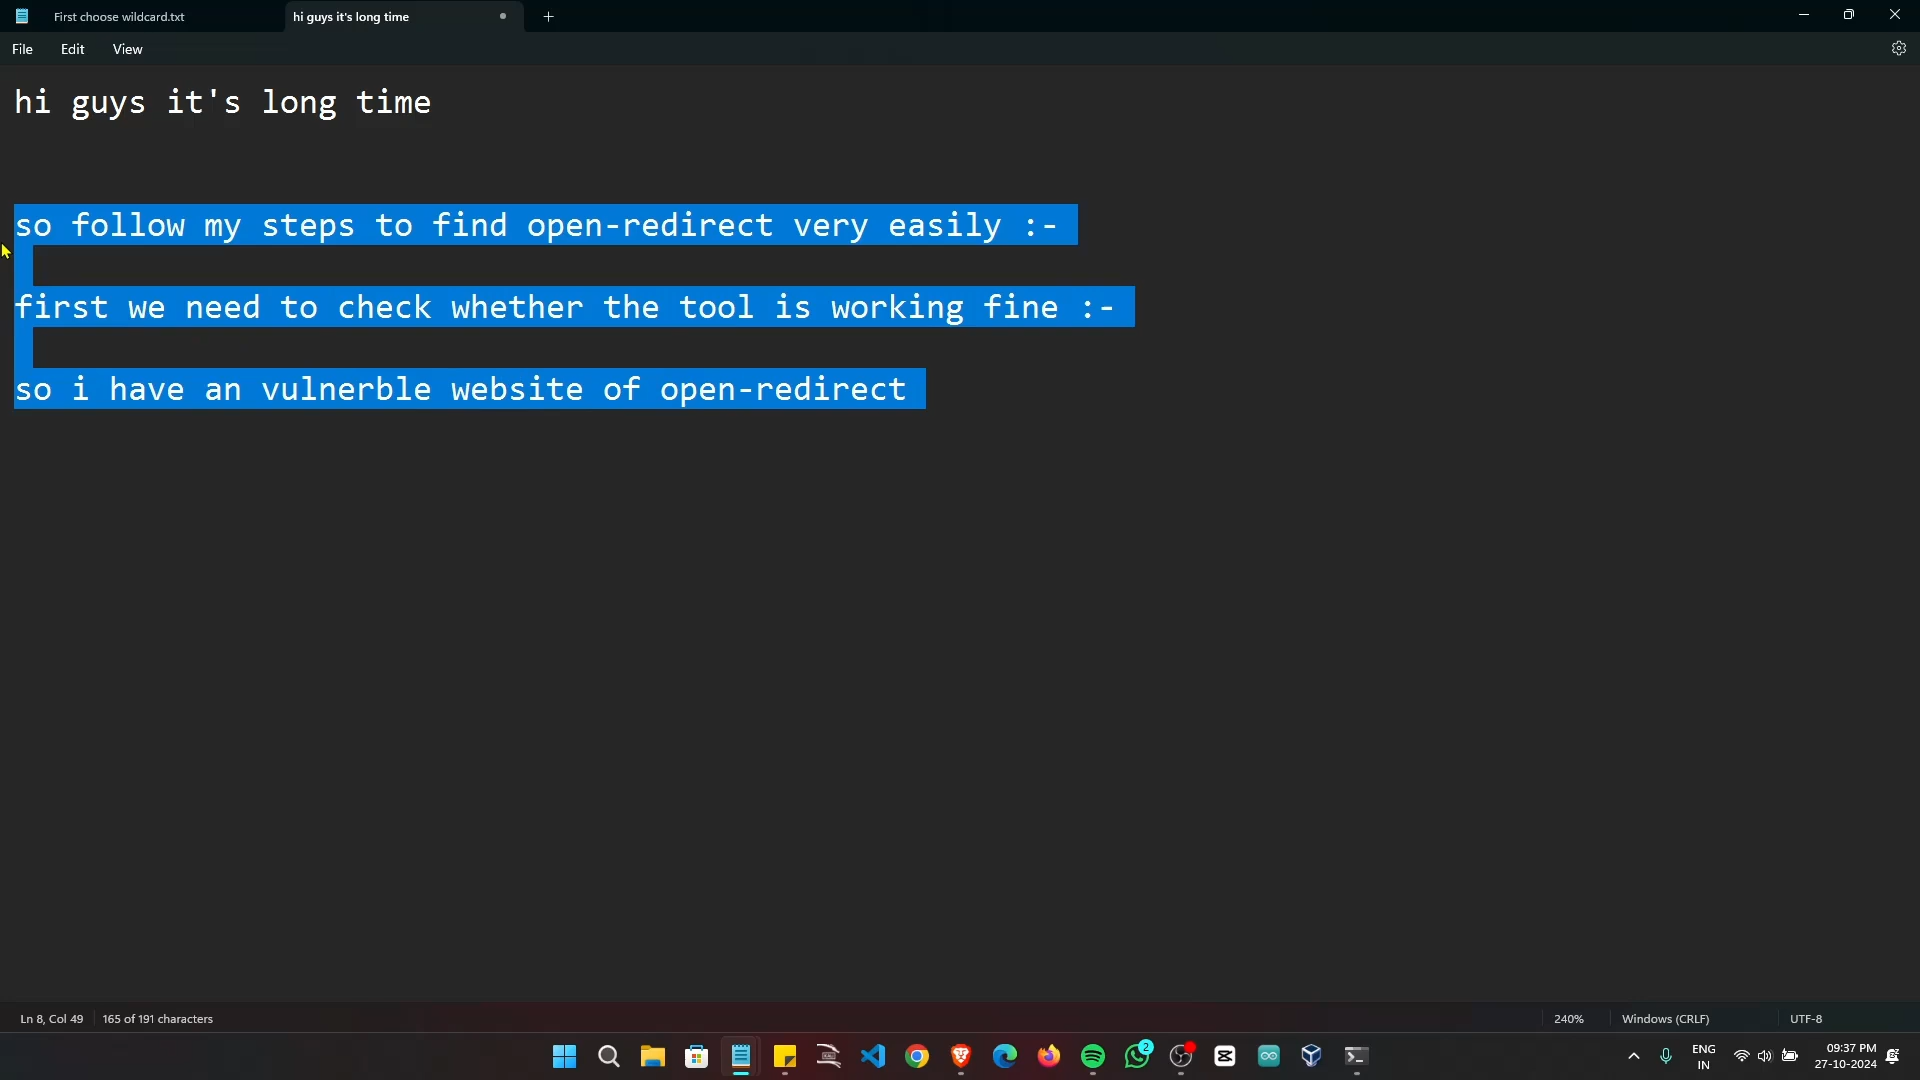 First choose wildcard.txt
hi guys it's long time
File Edit View
hi guys it's long time
so follow my steps to find open-redirect very easily :-
first we need to check whether the tool is working fine :-
so i have an vulnerble website of open-redirect
Ln 8, Col 49 165 of 191 characters 240% Windows (CRLF) UTF-8
2
ENG
IN
09:37 PM
27-10-2024